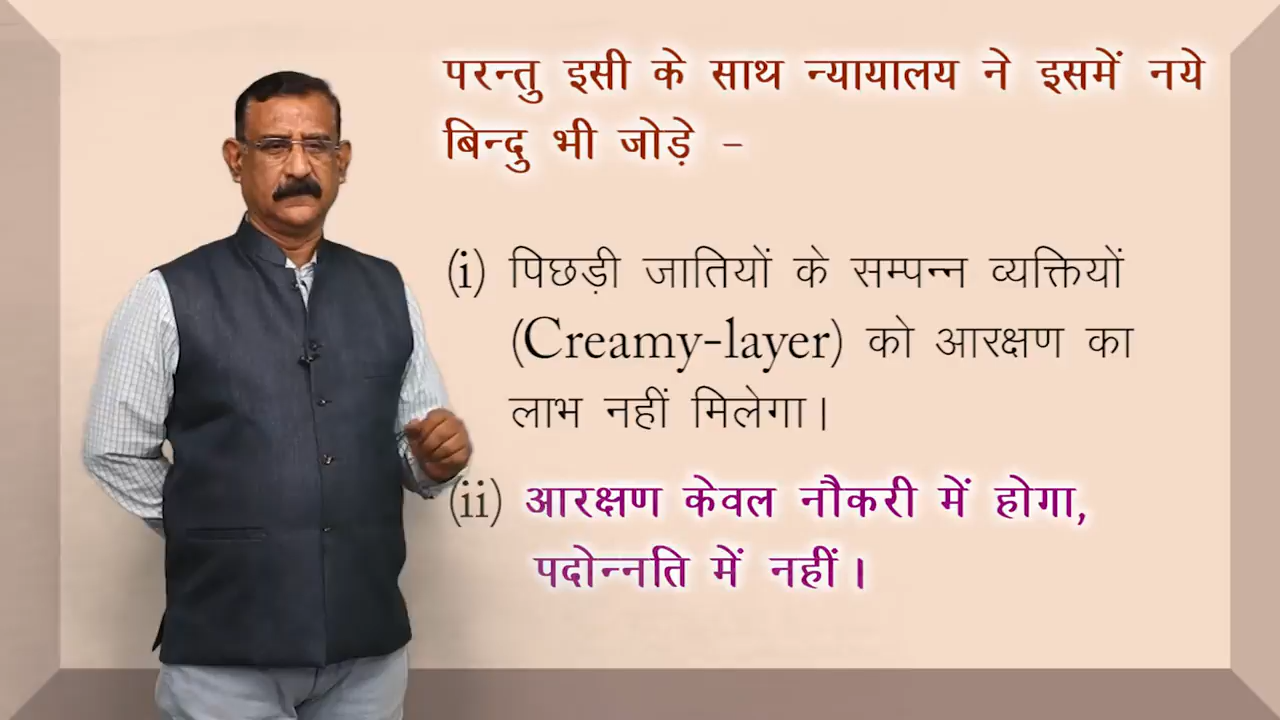 परन्तु इसी के साथ न्यायालय ने इसमें नये
बिन्दु भी जोड़े –
(i) पिछड़ी जातियों के सम्पन्न व्यक्तियों
(Creamy-layer) को आरक्षण का
लाभ नहीं मिलेगा।
(ii) आरक्षण केवल नौकरी में होगा,
पदोन्नति में नहीं।